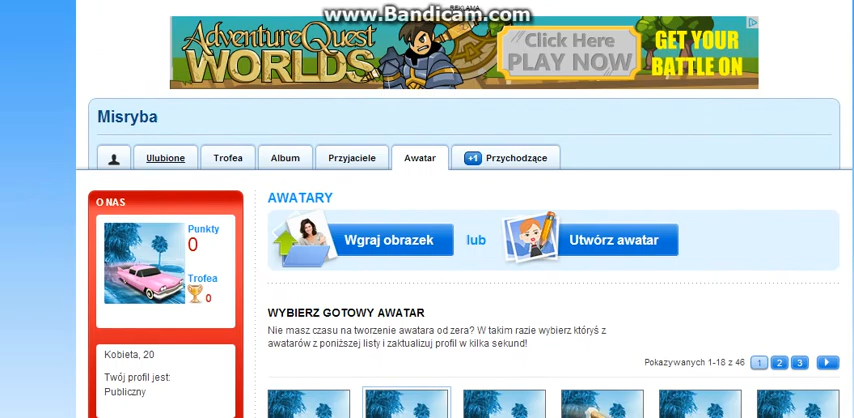 REKLAMA
www.Bandicam.com
AdventureQuest
WORLDS
Click Here
PLAY NOW
GET YOUR
BATTLE ON
Misryba
Ulubione
Trofea
Album
Przyjaciele
Awatar
+1 Przychodzące
O NAS
Punkty
0
Trofea
0
Kobieta, 20
Twój profil jest:
Publiczny
AWATARY
Wgraj obrazek
lub
Utwórz awatar
WYBIERZ GOTOWY AWATAR
Nie masz czasu na tworzenie awatara od zera? W takim razie wybierz któryś z
awatarów z poniższej listy i zaktualizuj profil w kilka sekund!
Pokazywanych 1-18 z 46 1 2 3